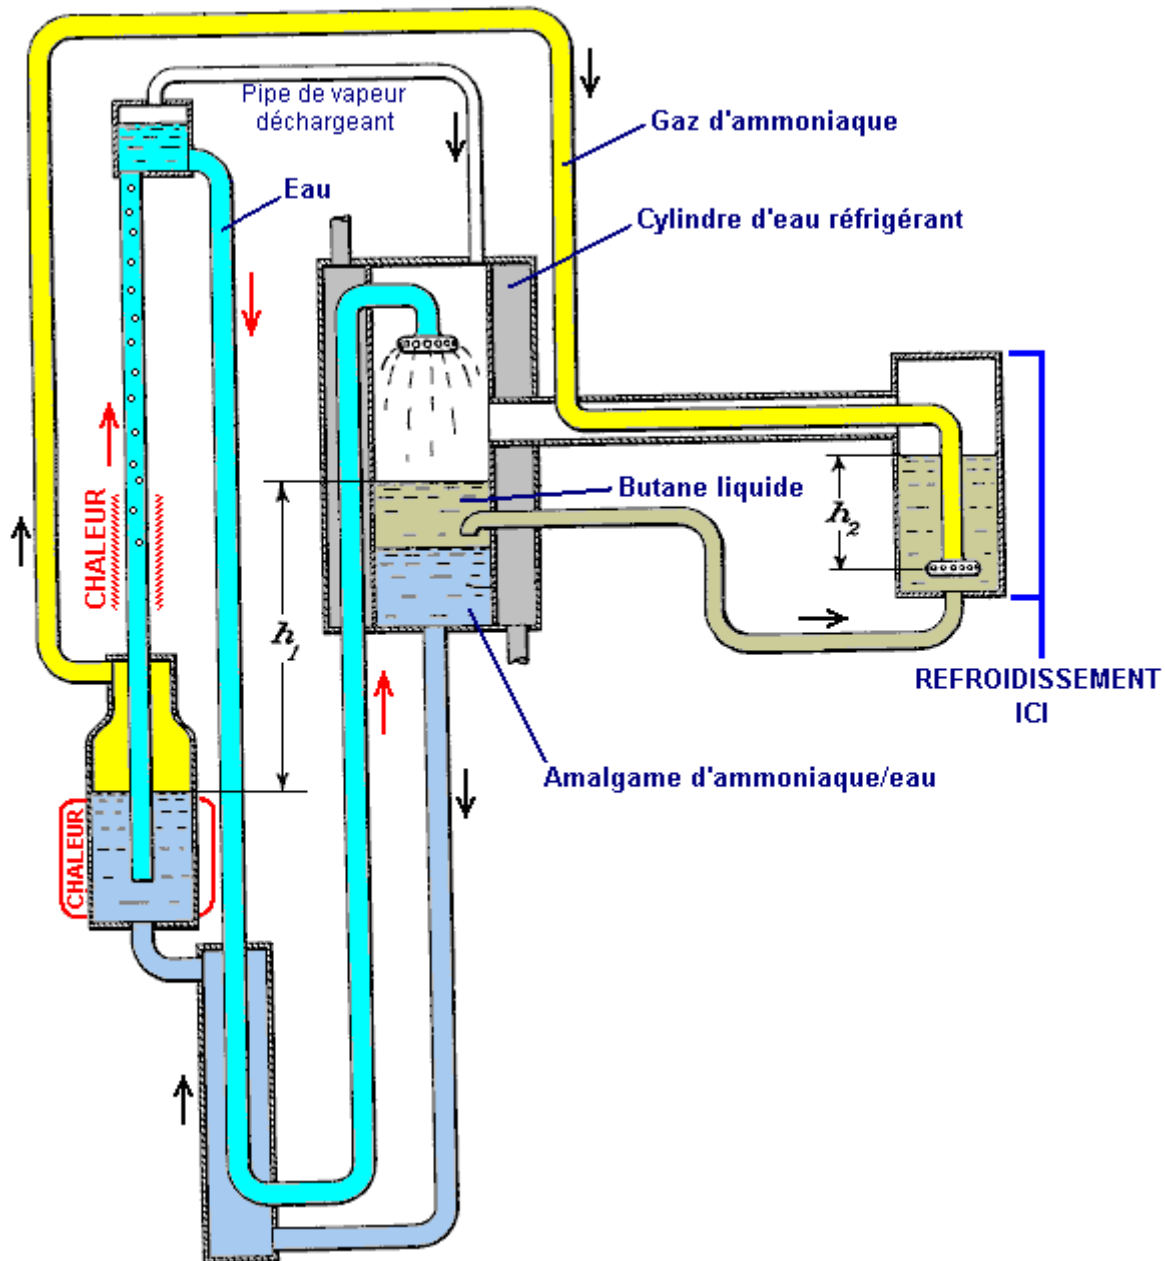 Pipe de vapeur
déchargeant
Gaz d'ammoniaque
Eau
Cylindre d'eau réfrigérant
CHALEUR
Butane liquide
h2
h1
REFROIDISSEMENT
ICI
Amalgame d'ammoniaque/eau
CHALEUR